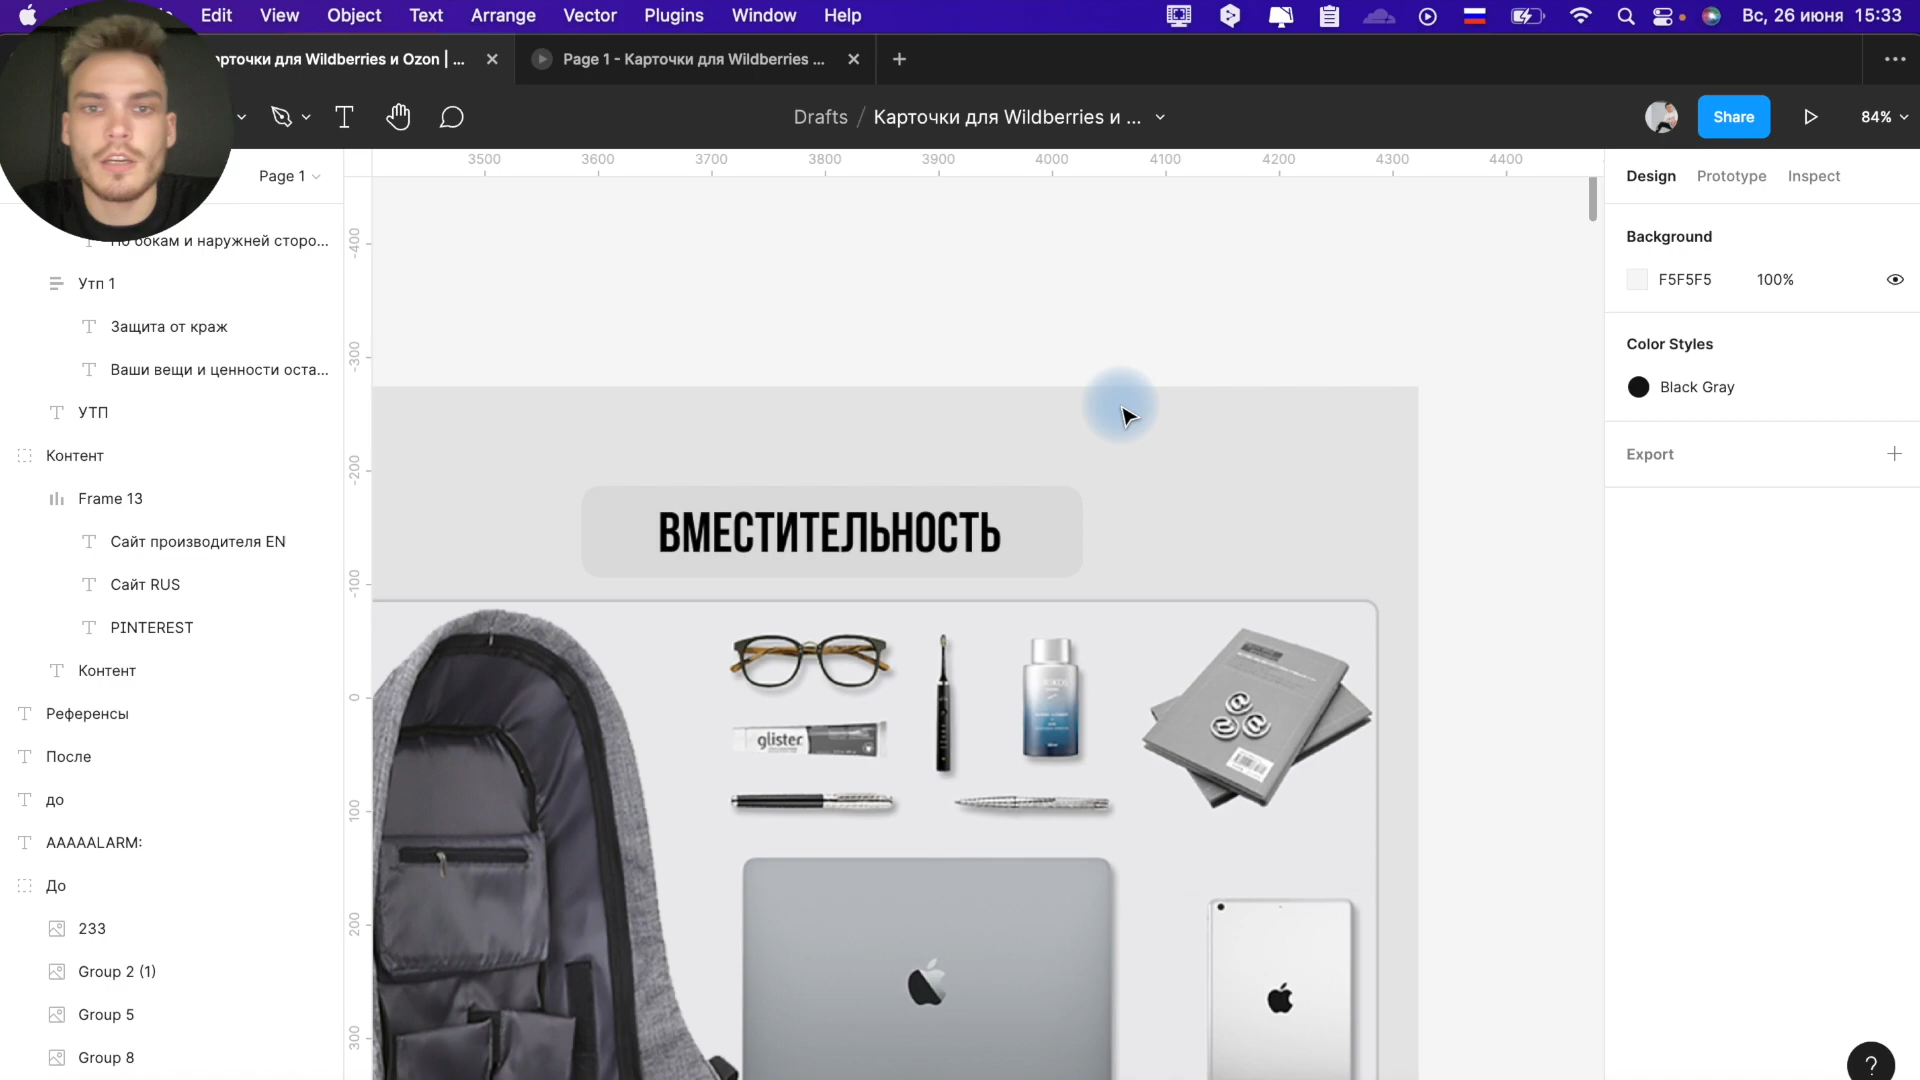 Edit View Object Text Arrange Vector Plugins Window Help
Вс, 26 июня 15:33
рточки для Wildberries и Ozon | ...
Page 1 - Карточки для Wildberries ...
Drafts / Карточки для Wildberries и ...
Share
84%
Page 1
3500 3600 3700 3800 3900 4000 4100 4200 4300 4400
Design Prototype Inspect
-400
-300
-200
-100
0
100
200
300
По бокам и наружней сторо...
Утп 1
Защита от краж
Ваши вещи и ценности оста...
УТП
Контент
Frame 13
Сайт производителя EN
Сайт RUS
PINTEREST
Контент
Референсы
После
до
AAAAALARM:
До
233
Group 2 (1)
Group 5
Group 8
ВМЕСТИТЕЛЬНОСТЬ
glister
Background
F5F5F5 100%
Color Styles
Black Gray
Export
?